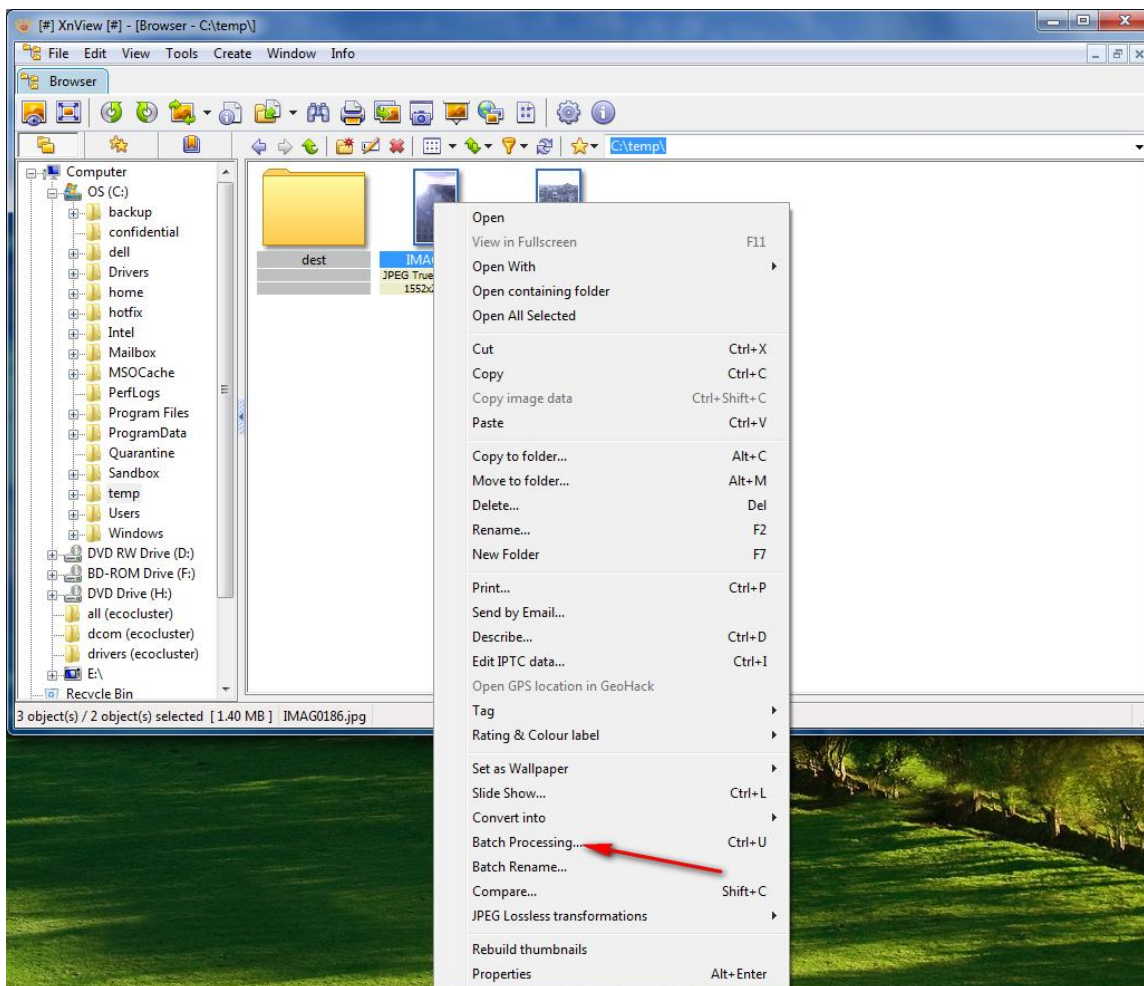 [#] XnView [#] - [Browser - C:\temp\]
File Edit View Tools Create Window Info
Browser
C:\temp\
Computer
OS (C:)
backup
confidential
dell
Drivers
home
hotfix
Intel
Mailbox
MSOCache
PerfLogs
Program Files
ProgramData
Quarantine
Sandbox
temp
Users
Windows
DVD RW Drive (D:)
BD-ROM Drive (F:)
DVD Drive (H:)
all (ecocluster)
dcom (ecocluster)
drivers (ecocluster)
E:\
Recycle Bin
dest
JPEG
Open
View in Fullscreen F11
Open With
Open containing folder
Open All Selected
Cut Ctrl+X
Copy Ctrl+C
Copy image data Ctrl+Shift+C
Paste Ctrl+V
Copy to folder... Alt+C
Move to folder... Alt+M
Delete... Del
Rename... F2
New Folder F7
Print... Ctrl+P
Send by Email...
Describe... Ctrl+D
Edit IPTC data... Ctrl+I
Open GPS location in GeoHack
Tag
Rating & Colour label
Set as Wallpaper
Slide Show... Ctrl+L
Convert into
Batch Processing... Ctrl+U
Batch Rename...
Compare... Shift+C
JPEG Lossless transformations
Rebuild thumbnails
Properties Alt+Enter
3 object(s) / 2 object(s) selected [ 1.40 MB ] IMAG0186.jpg